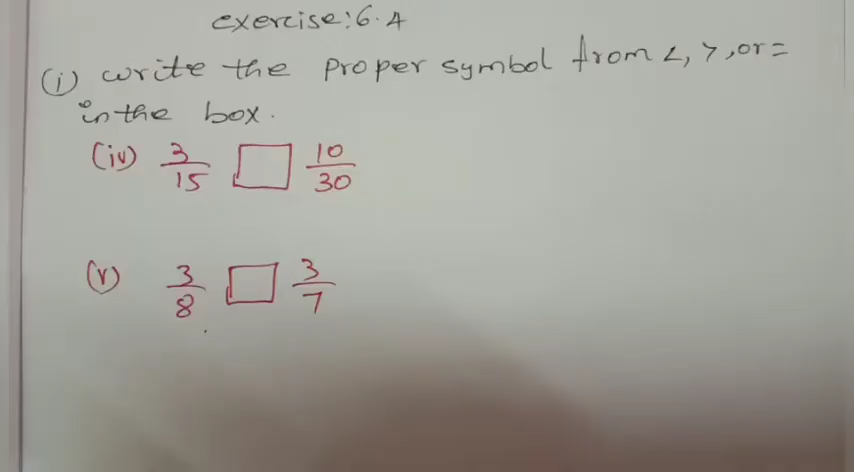 exercise:6.4
(i) write the proper symbol from <, >, or =
in the box.
(iv) 3/15 □ 10/30
(v) 3/8 □ 3/7